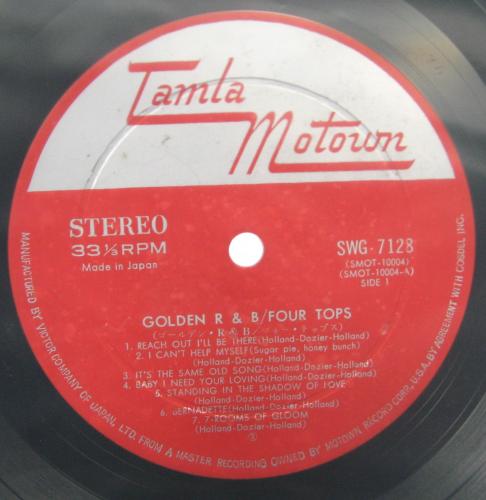 Tamla
Motown
STEREO
33⅓RPM
Made in Japan
SWG-7128
(SMOT-10004)
(SMOT-10004-A)
SIDE 1
GOLDEN R & B/FOUR TOPS
(ゴールデン・R&B/フォー・トップス)
1. REACH OUT I'LL BE THERE(Holland-Dozier-Holland)
2. I CAN'T HELP MYSELF(Sugar pie, honey bunch)
(Holland-Dozier-Holland)
3. IT'S THE SAME OLD SONG(Holland-Dozier-Holland)
4. BABY I NEED YOUR LOVING(Holland-Dozier-Holland)
5. STANDING IN THE SHADOW OF LOVE
(Holland-Dozier-Holland)
6. BERNADETTE(Holland-Dozier-Holland)
7. 7-ROOMS OF GLOOM
(Holland-Dozier-Holland)
MANUFACTURED BY VICTOR COMPANY OF JAPAN, LTD. FROM A MASTER RECORDING OWNED BY MOTOWN RECORD CORP. U.S.A. BY AGREEMENT WITH COSDEL INC.